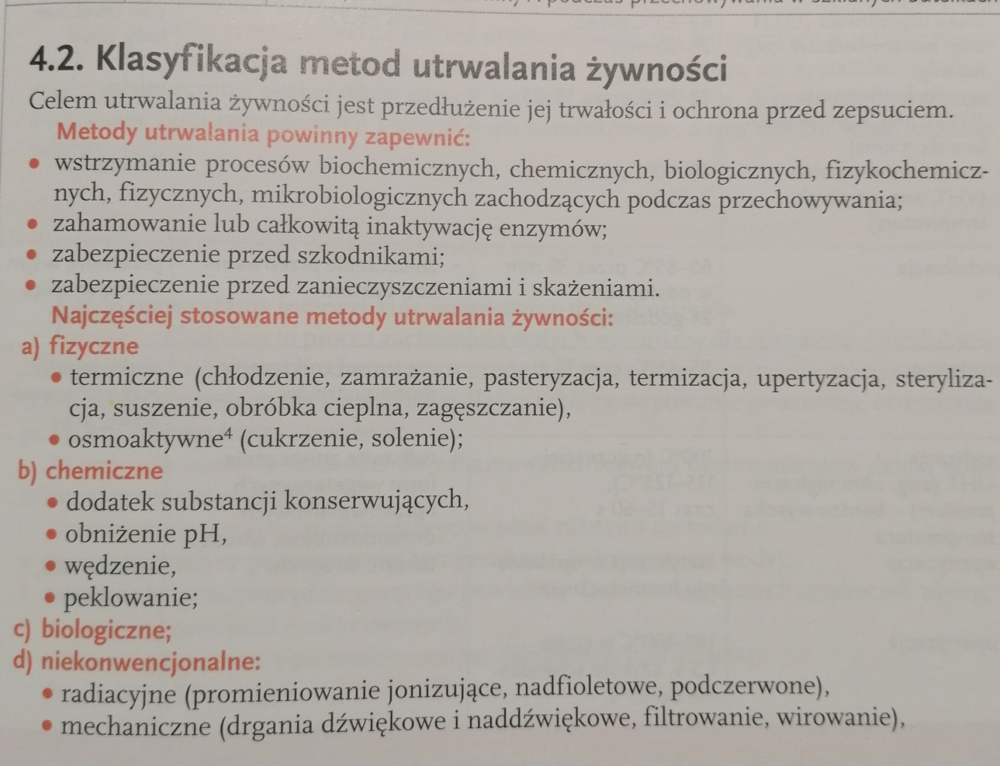 4.2. Klasyfikacja metod utrwalania żywności
Celem utrwalania żywności jest przedłużenie jej trwałości i ochrona przed zepsuciem.
Metody utrwalania powinny zapewnić:
• wstrzymanie procesów biochemicznych, chemicznych, biologicznych, fizykochemicz-
nych, fizycznych, mikrobiologicznych zachodzących podczas przechowywania;
• zahamowanie lub całkowitą inaktywację enzymów;
• zabezpieczenie przed szkodnikami;
• zabezpieczenie przed zanieczyszczeniami i skażeniami.
Najczęściej stosowane metody utrwalania żywności:
a) fizyczne
• termiczne (chłodzenie, zamrażanie, pasteryzacja, termizacja, upertyzacja, steryliza-
cja, suszenie, obróbka cieplna, zagęszczanie),
• osmoaktywne⁴ (cukrzenie, solenie);
b) chemiczne
• dodatek substancji konserwujących,
• obniżenie pH,
• wędzenie,
• peklowanie;
c) biologiczne;
d) niekonwencjonalne:
• radiacyjne (promieniowanie jonizujące, nadfioletowe, podczerwone),
• mechaniczne (drgania dźwiękowe i naddźwiękowe, filtrowanie, wirowanie),